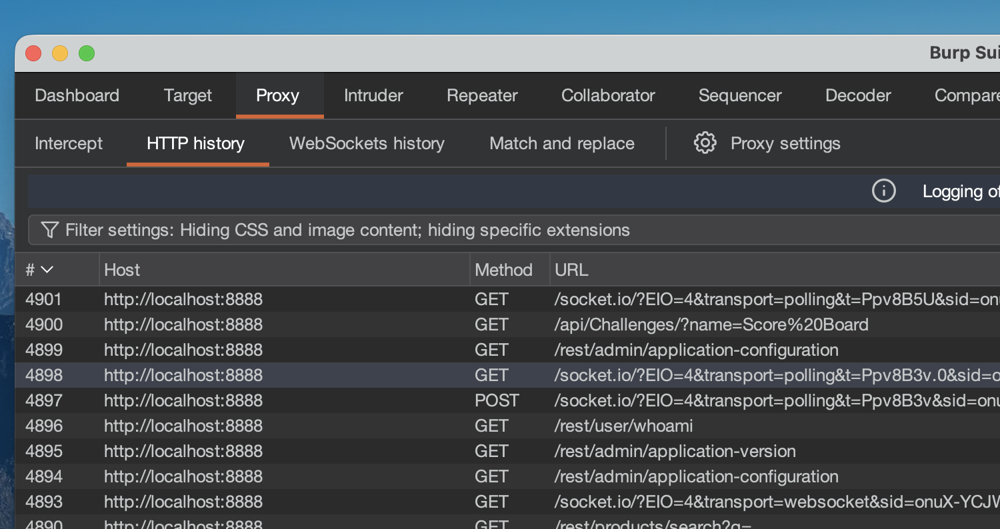 Burp Sui
Dashboard Target Proxy Intruder Repeater Collaborator Sequencer Decoder Compare
Intercept HTTP history WebSockets history Match and replace Proxy settings
Logging of
Filter settings: Hiding CSS and image content; hiding specific extensions
# Host Method URL
4901 http://localhost:8888 GET /socket.io/?EIO=4&transport=polling&t=Ppv8B5U&sid=onu
4900 http://localhost:8888 GET /api/Challenges/?name=Score%20Board
4899 http://localhost:8888 GET /rest/admin/application-configuration
4898 http://localhost:8888 GET /socket.io/?EIO=4&transport=polling&t=Ppv8B3v.0&sid=o
4897 http://localhost:8888 POST /socket.io/?EIO=4&transport=polling&t=Ppv8B3v&sid=onu
4896 http://localhost:8888 GET /rest/user/whoami
4895 http://localhost:8888 GET /rest/admin/application-version
4894 http://localhost:8888 GET /rest/admin/application-configuration
4893 http://localhost:8888 GET /socket.io/?EIO=4&transport=websocket&sid=onuX-YCJW
4890 http://localhost:8888 GET /rest/products/search?q=